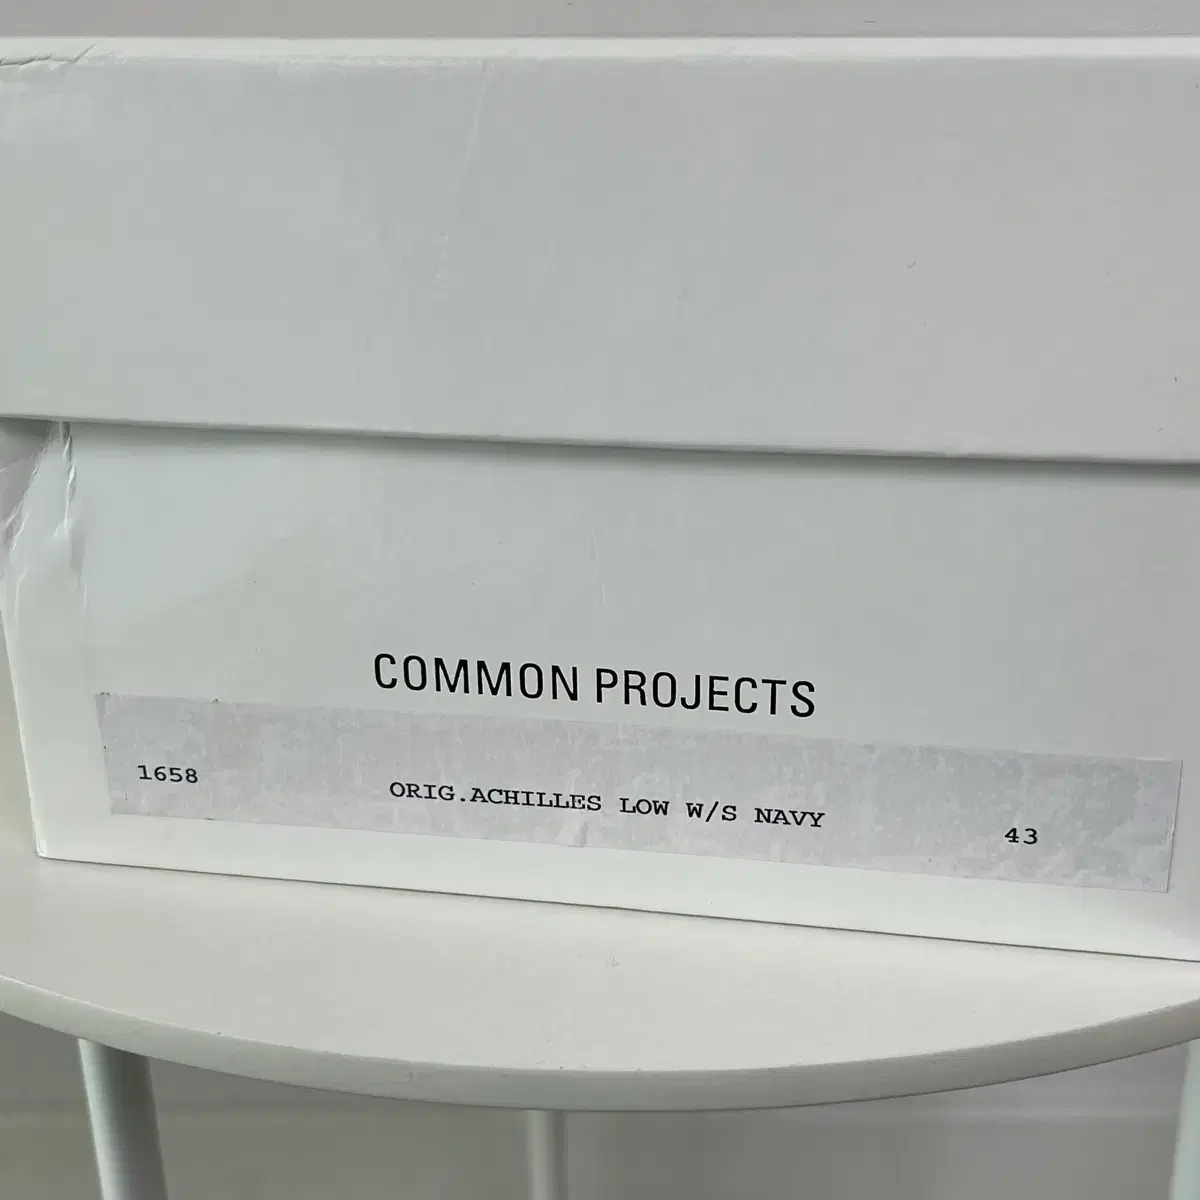 COMMON PROJECTS
1658 ORIG.ACHILLES LOW W/S NAVY 43